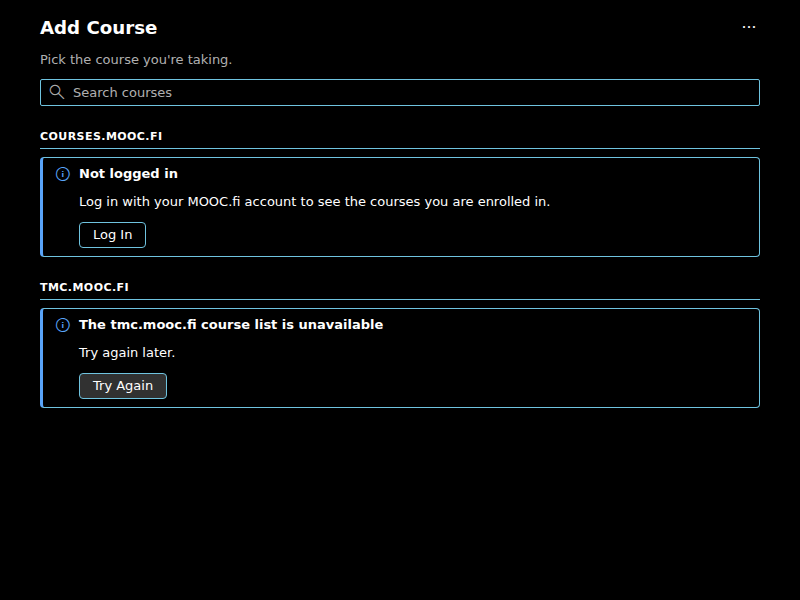 Add Course
Pick the course you're taking.
Search courses
COURSES.MOOC.FI
Not logged in
Log in with your MOOC.fi account to see the courses you are enrolled in.
Log In
TMC.MOOC.FI
The tmc.mooc.fi course list is unavailable
Try again later.
Try Again